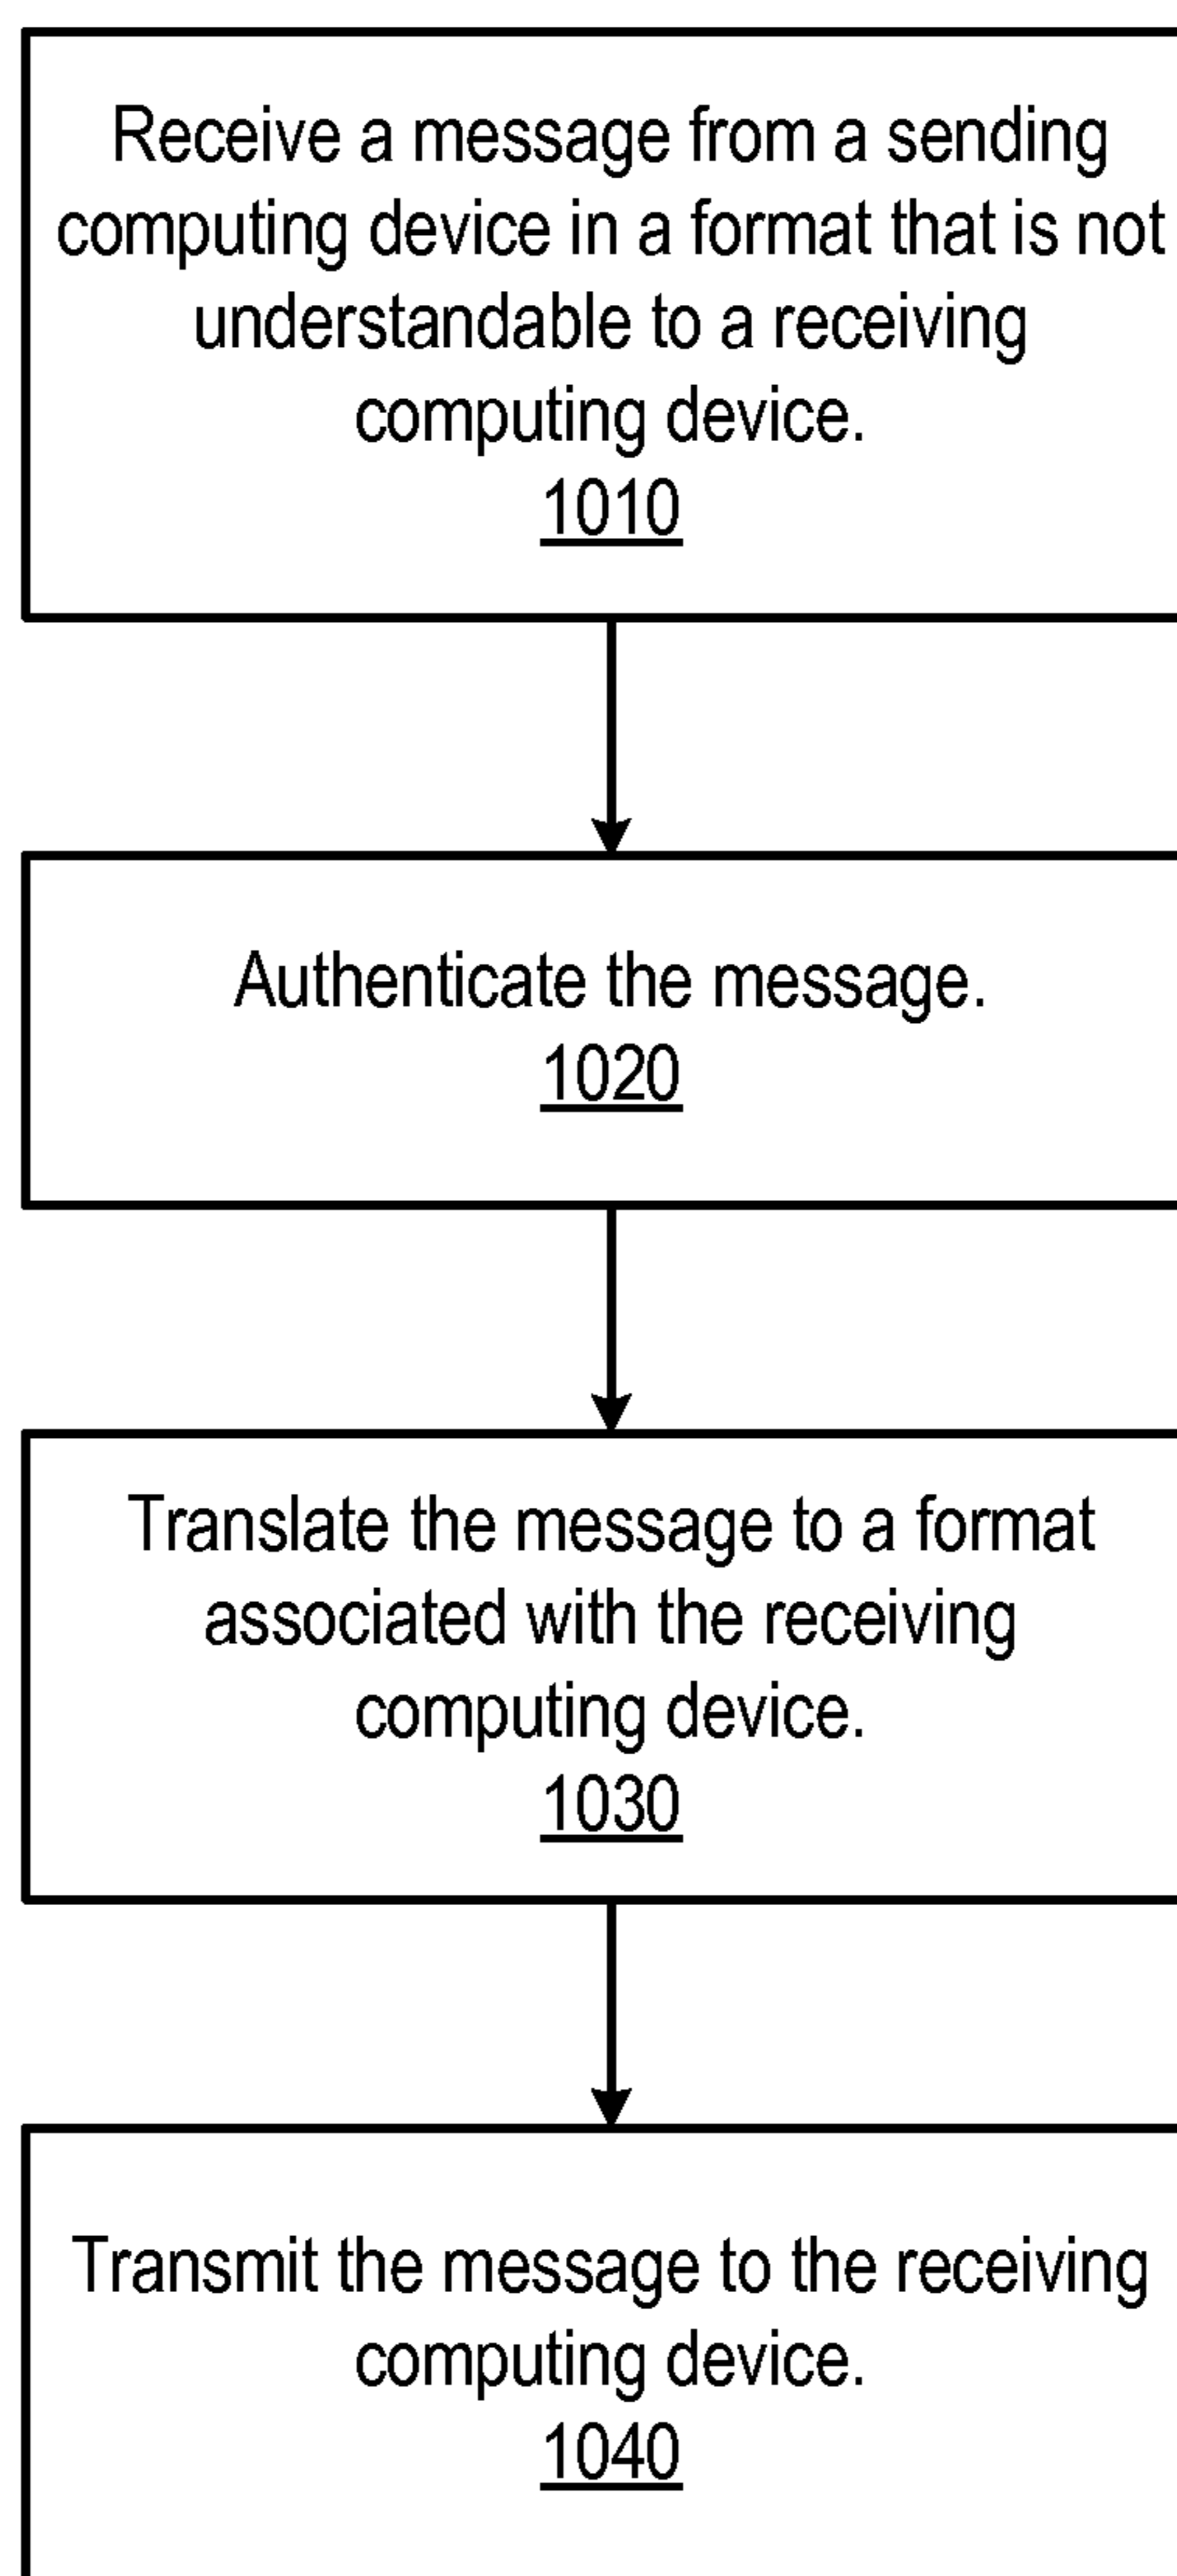 Receive a message from a sending
computing device in a format that is not
understandable to a receiving
computing device.
1010
Authenticate the message.
1020
Translate the message to a format
associated with the receiving
computing device.
1030
Transmit the message to the receiving
computing device.
1040